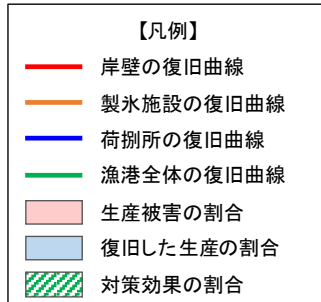 【凡例】
岸壁の復旧曲線
製氷施設の復旧曲線
荷捌所の復旧曲線
漁港全体の復旧曲線
生産被害の割合
復旧した生産の割合
対策効果の割合